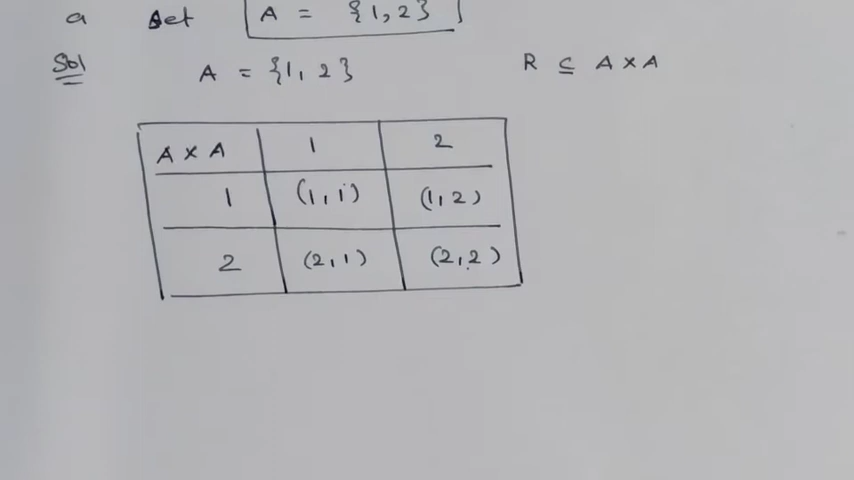 a set A = {1,2}
Sol A = {1, 2} R ⊆ A × A
A × A 1 2
1 (1,1) (1,2)
2 (2,1) (2,2)